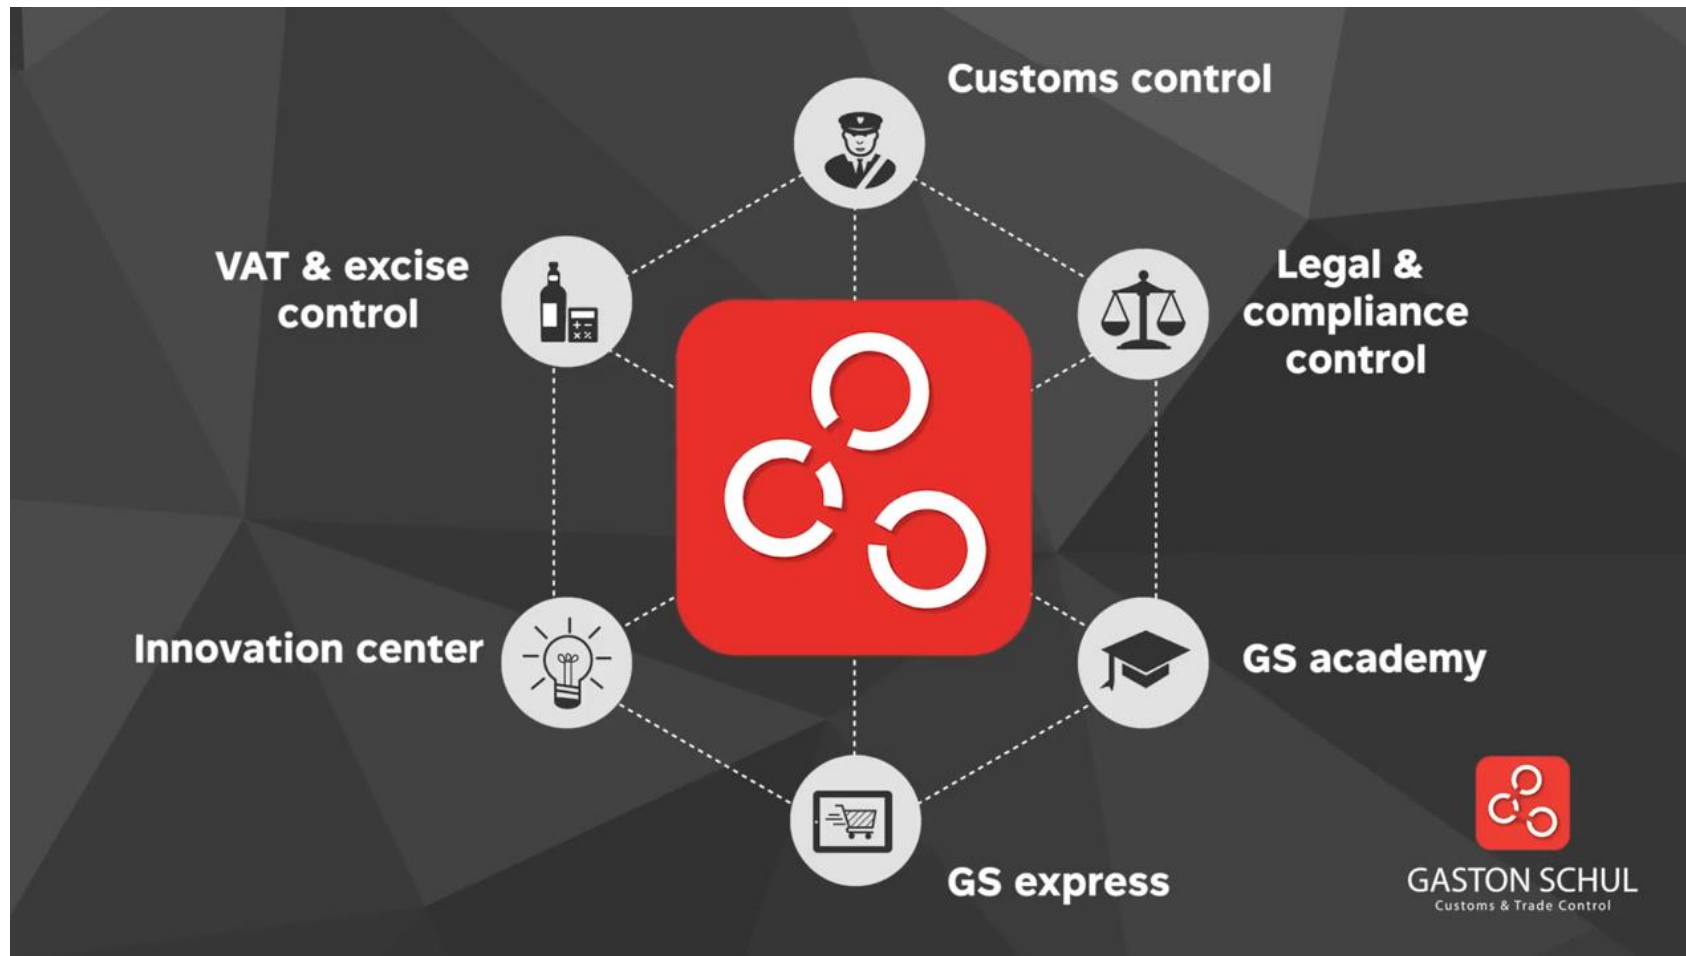 Customs control
VAT & excise
control
Legal &
compliance
control
Innovation center
GS academy
GS express
GASTON SCHUL
Customs & Trade Control